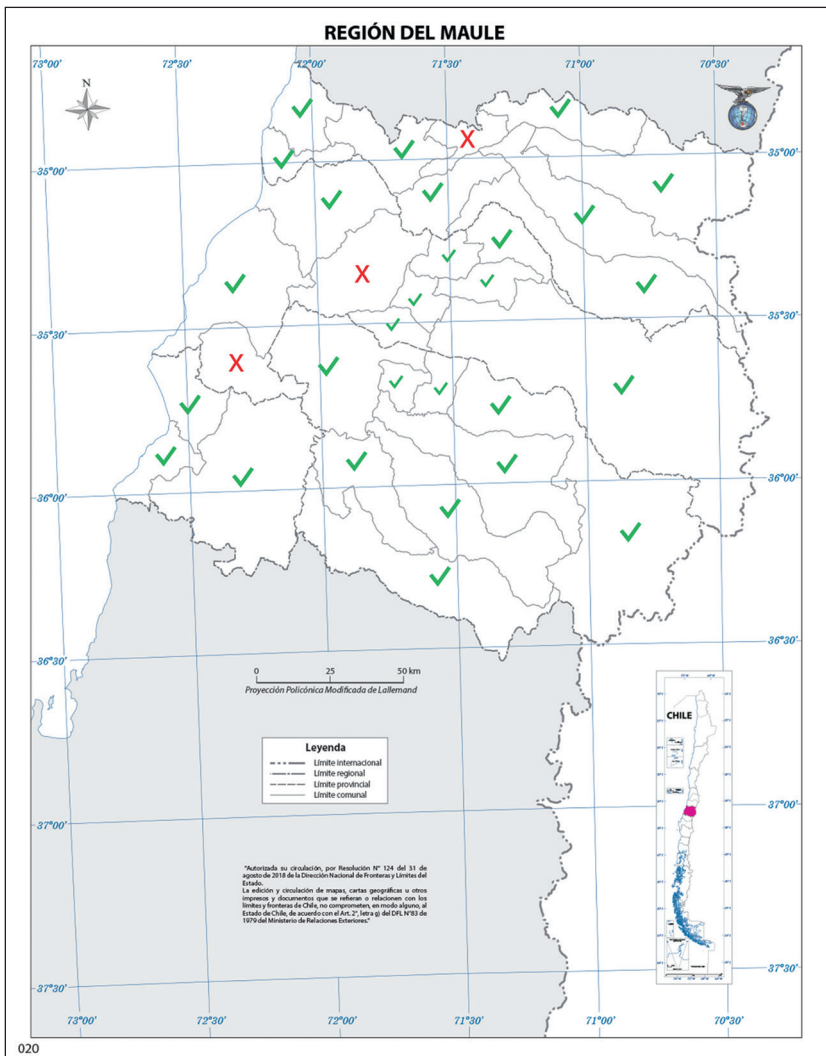 REGIÓN DEL MAULE
73°00'
72°30'
72°00'
71°30'
71°00'
70°30'
N
X
35°00'
35°00'
X
35°30'
35°30'
X
36°00'
36°00'
36°30'
36°30'
0 25 50 km
Proyección Policónica Modificada de Lallemand
CHILE
Leyenda
Límite internacional
Límite regional
Límite provincial
Límite comunal
37°00'
37°00'
"Autorizada su circulación, por Resolución N° 124 del 31 de
agosto de 2018 de la Dirección Nacional de Fronteras y Límites del
Estado.
La edición y circulación de mapas, cartas geográficas u otros
impresos y documentos que se refieran o relacionen con los
límites y fronteras de Chile, no comprometen, en modo alguno, al
Estado de Chile, de acuerdo con el Art. 2°, letra g) del DFL N°83 de
1979 del Ministerio de Relaciones Exteriores."
37°30'
37°30'
73°00'
72°30'
72°00'
71°30'
71°00'
70°30'
020